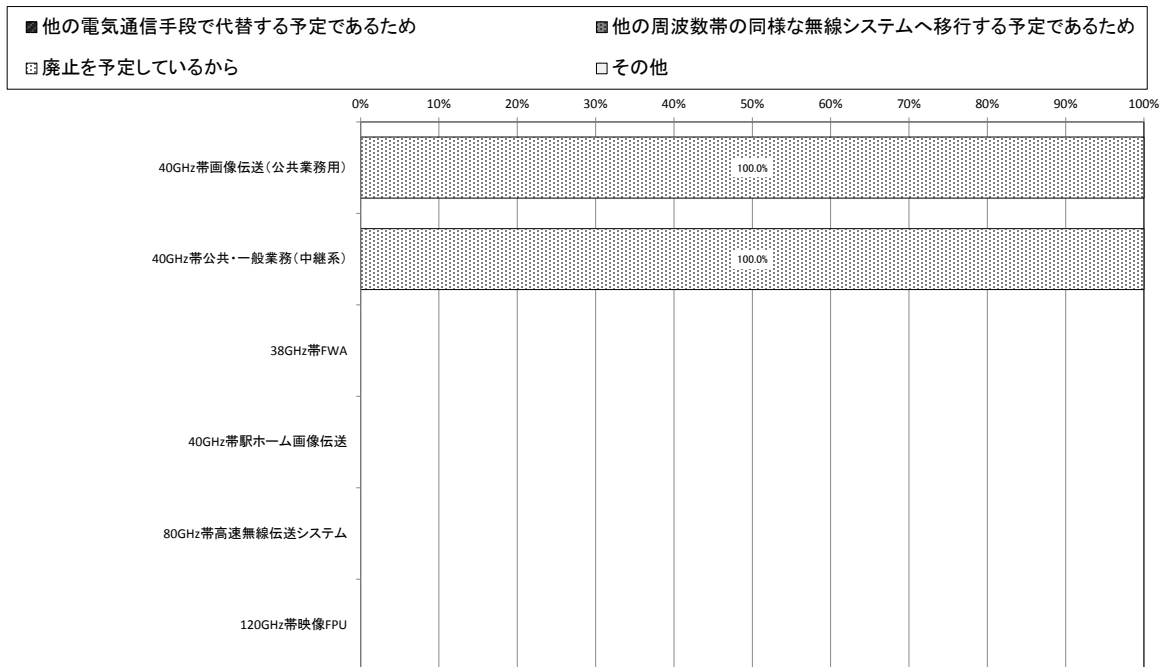 ■他の電気通信手段で代替する予定であるため ■他の周波数帯の同様な無線システムへ移行する予定であるため
□廃止を予定しているから □その他
0% 10% 20% 30% 40% 50% 60% 70% 80% 90% 100%
40GHz帯画像伝送(公共業務用) 100.0%
40GHz帯公共・一般業務(中継系) 100.0%
38GHz帯FWA
40GHz帯駅ホーム画像伝送
80GHz帯高速無線伝送システム
120GHz帯映像FPU